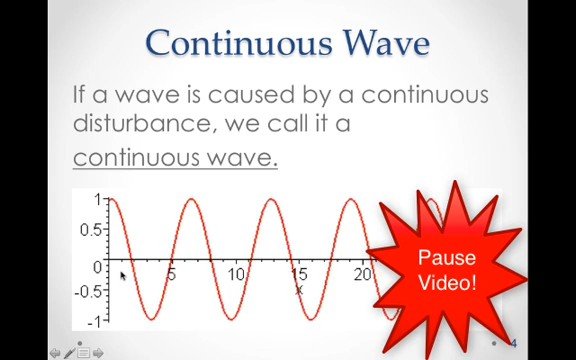 Continuous Wave
If a wave is caused by a continuous
disturbance, we call it a
continuous wave.
1
0.5
0
-0.5
-1
5
10
15
20
x
Pause
Video!
4